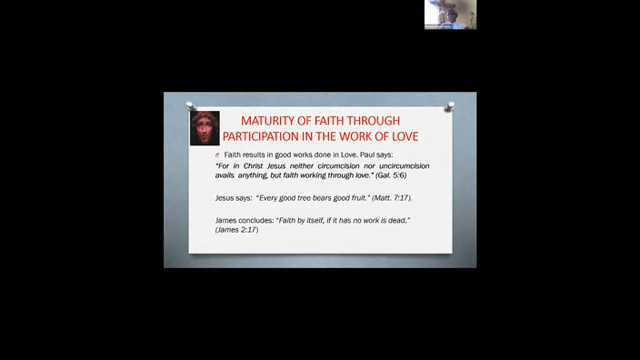 MATURITY OF FAITH THROUGH
PARTICIPATION IN THE WORK OF LOVE
Faith results in good works done in Love. Paul says:
"For in Christ Jesus neither circumcision nor uncircumcision
avails anything, but faith working through love." (Gal. 5:6)
Jesus says: "Every good tree bears good fruit." (Matt. 7:17).
James concludes: "Faith by itself, if it has no work is dead."
(James 2:17)